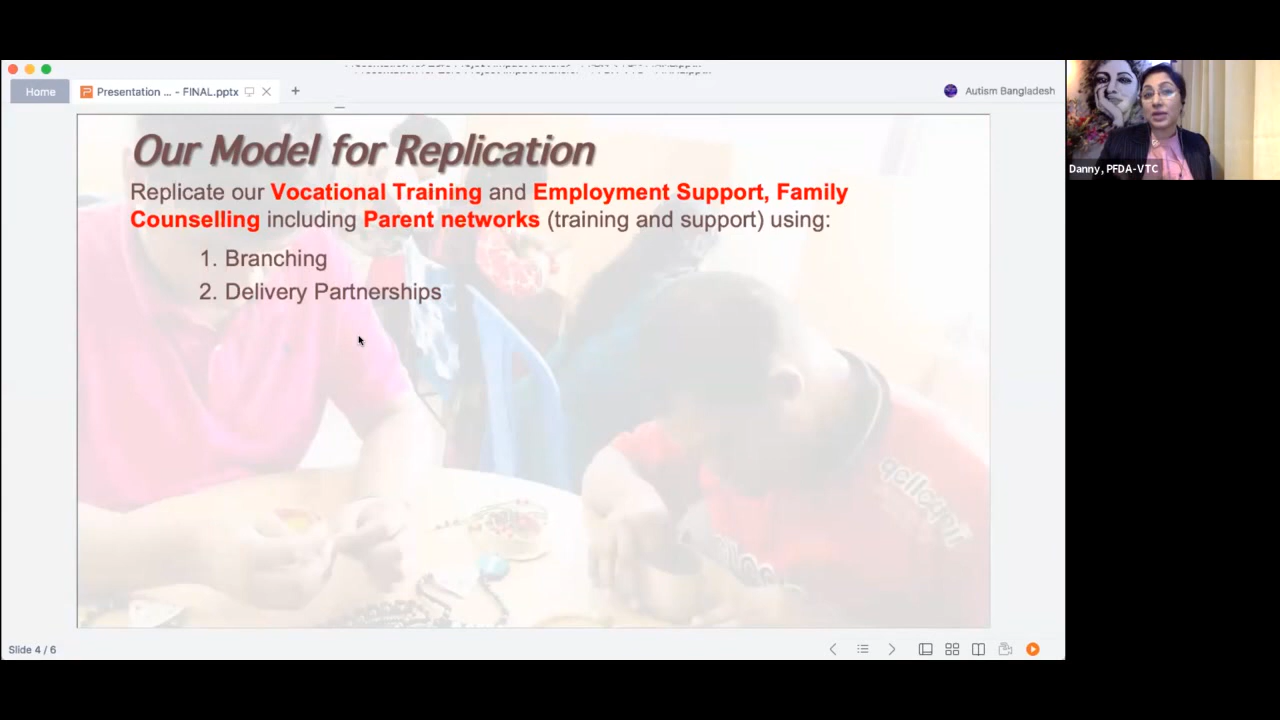 Home
Presentation ... - FINAL.pptx
Autism Bangladesh
Danny, PFDA-VTC
Our Model for Replication
Replicate our Vocational Training and Employment Support, Family
Counselling including Parent networks (training and support) using:
1. Branching
2. Delivery Partnerships
Slide 4 / 6